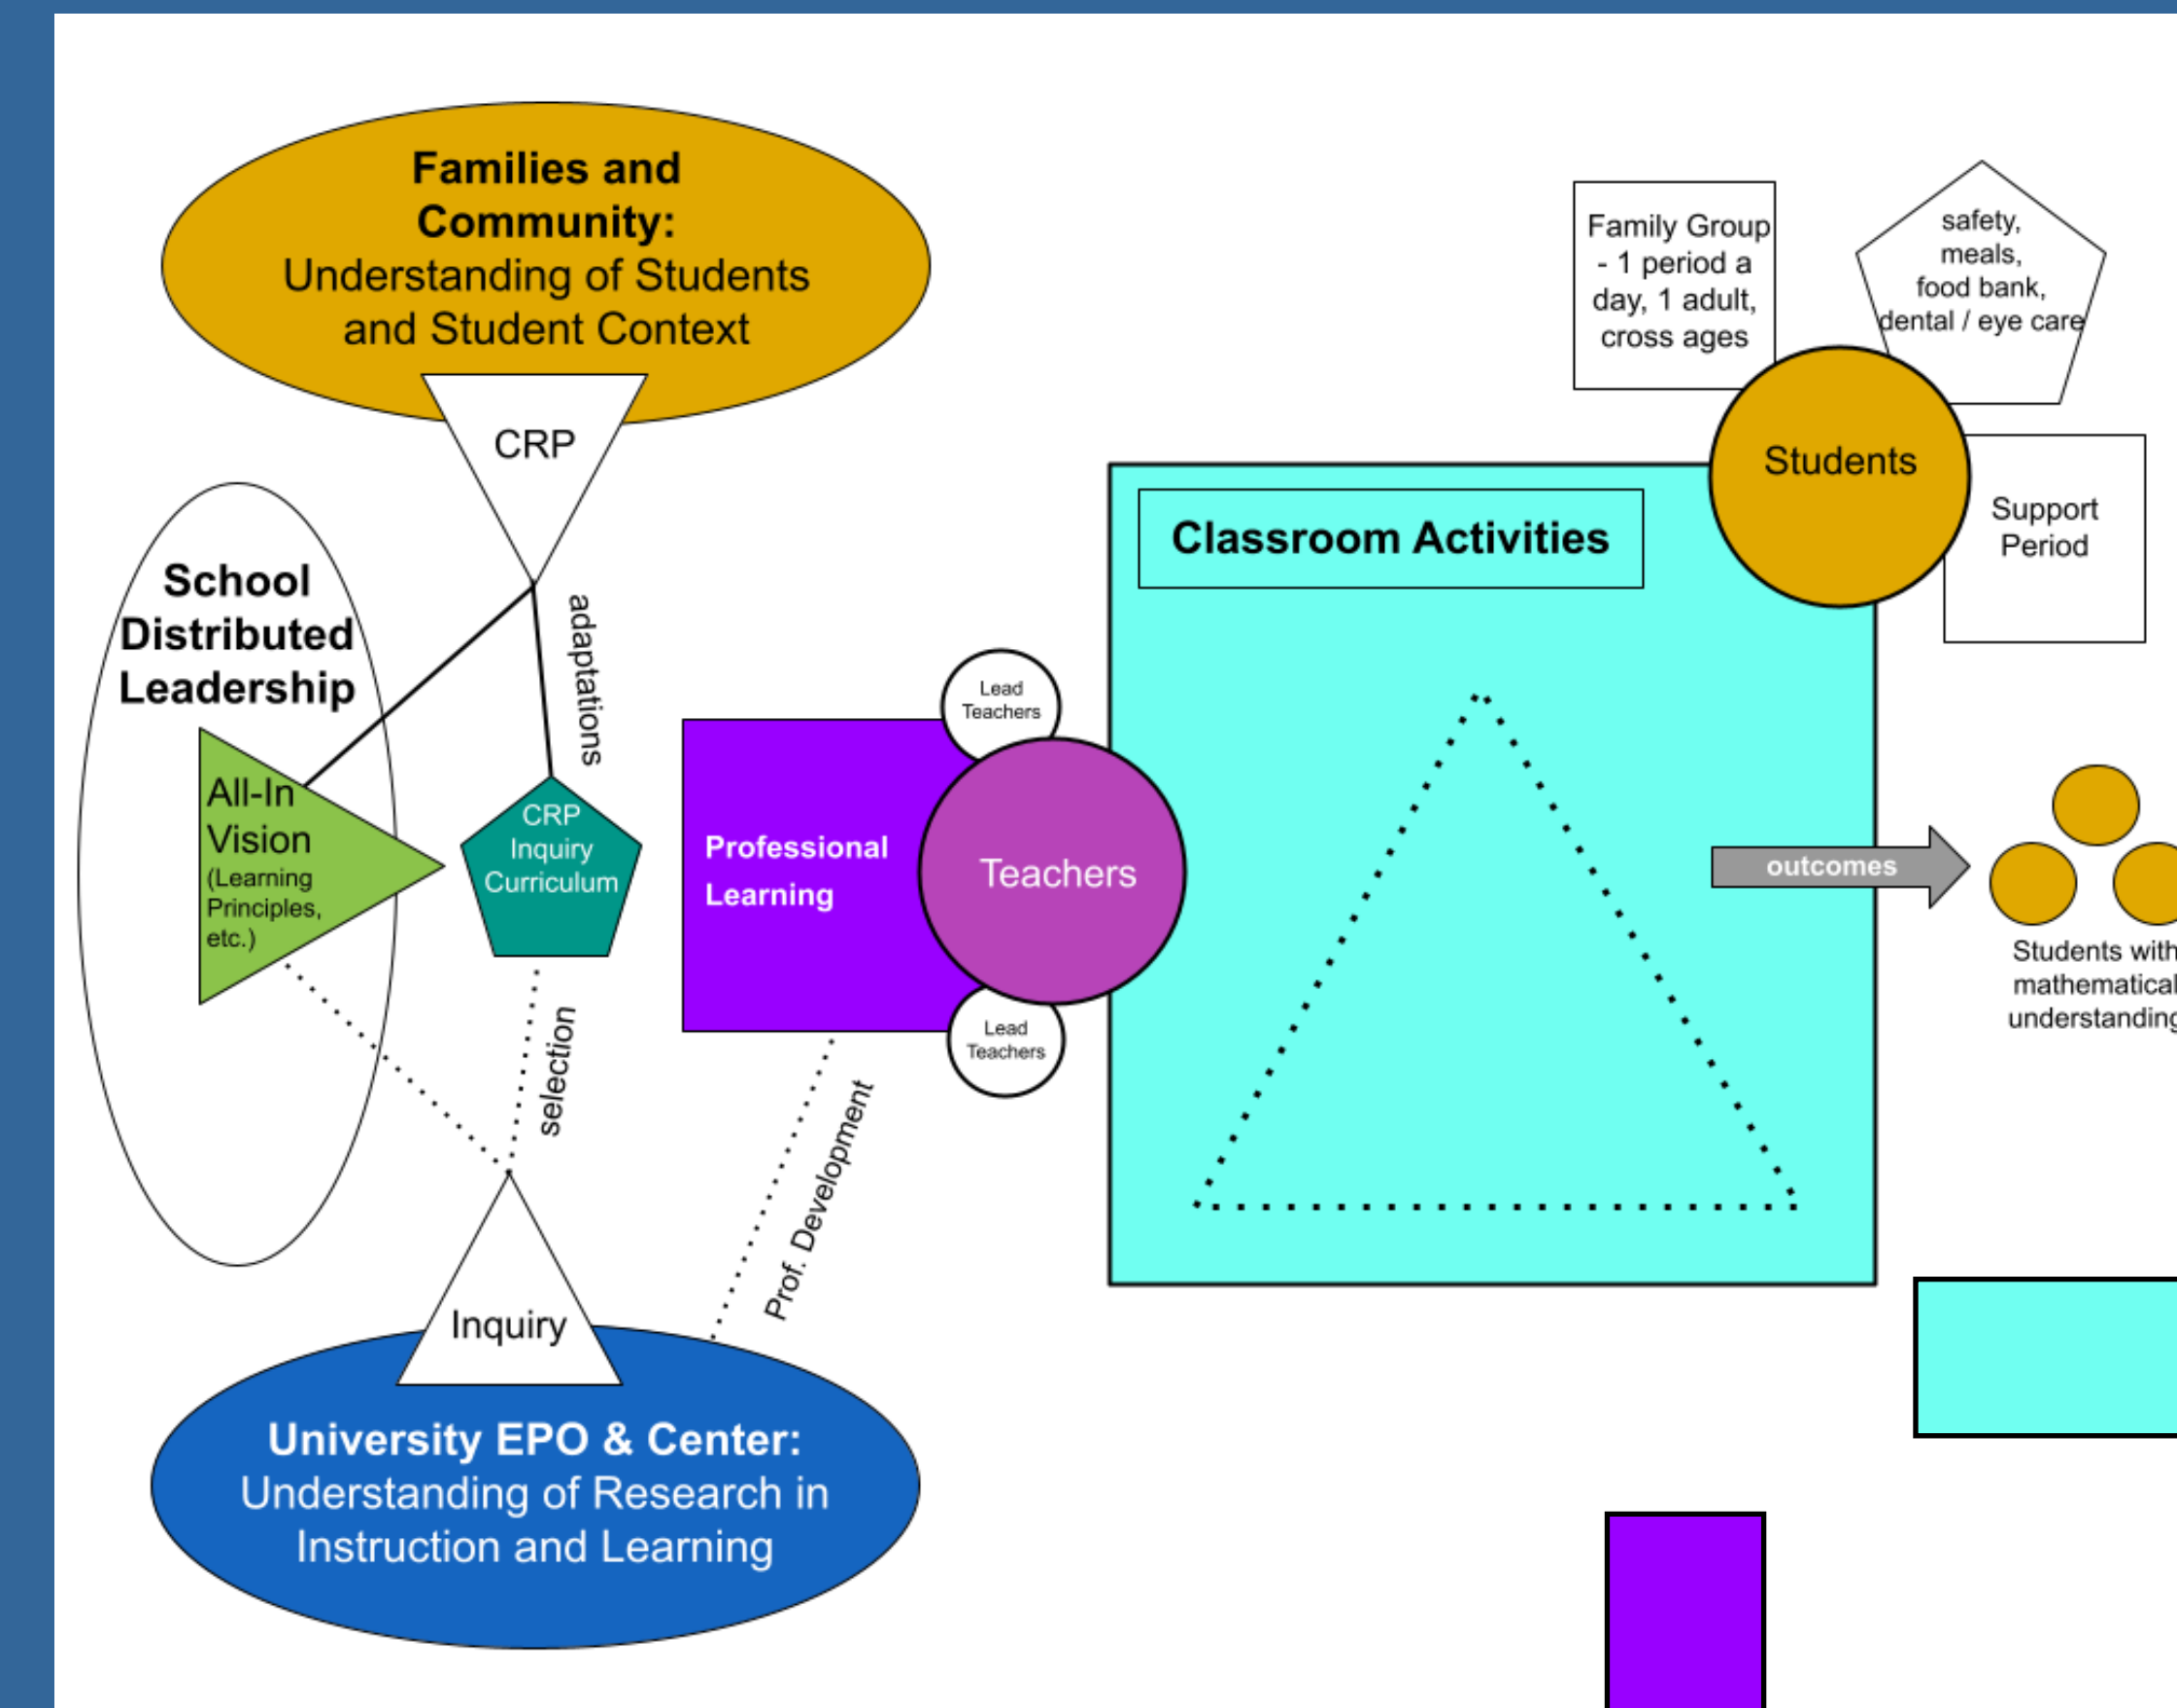 Families and
Community:
Understanding of Students
and Student Context
CRP
School
Distributed
Leadership
adaptations
All-In
Vision
(Learning
Principles,
etc.)
CRP
Inquiry
Curriculum
selection
Inquiry
University EPO & Center:
Understanding of Research in
Instruction and Learning
Prof. Development
Professional
Learning
Lead
Teachers
Teachers
Lead
Teachers
Classroom Activities
Family Group
- 1 period a
day, 1 adult,
cross ages
safety,
meals,
food bank,
dental / eye care
Students
Support
Period
outcomes
Students with
mathematical
understanding